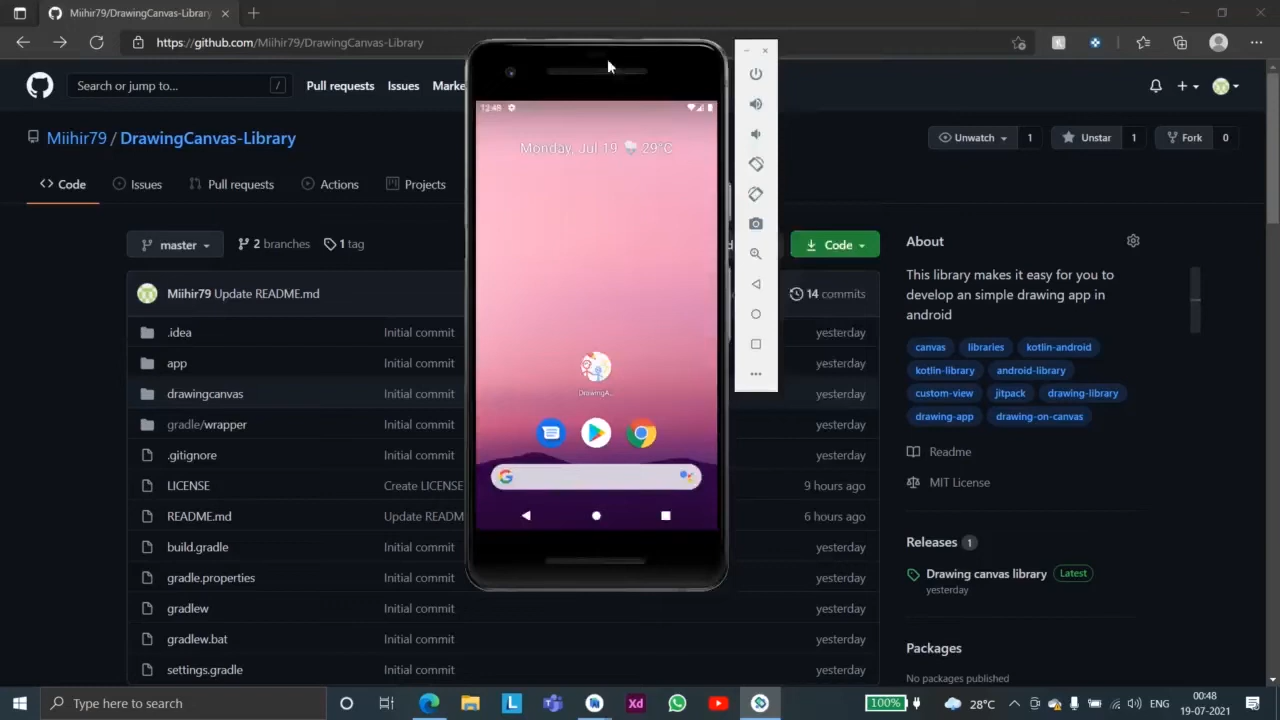 Miihir79/DrawingCanvas-Library
https://github.com/Miihir79/DrawingCanvas-Library
Search or jump to...
/
Pull requests
Issues
Marke
Miihir79 / DrawingCanvas-Library
Unwatch
1
Unstar
1
Fork
0
Code
Issues
Pull requests
Actions
Projects
master
2 branches
1 tag
Code
Miihir79 Update README.md
14 commits
.idea
Initial commit
yesterday
app
Initial commit
yesterday
drawingcanvas
Initial commit
yesterday
gradle/wrapper
Initial commit
yesterday
.gitignore
Initial commit
yesterday
LICENSE
Create LICENSE
9 hours ago
README.md
Update README
6 hours ago
build.gradle
Initial commit
yesterday
gradle.properties
Initial commit
yesterday
gradlew
Initial commit
yesterday
gradlew.bat
Initial commit
yesterday
settings.gradle
Initial commit
yesterday
12:48
Monday, Jul 19 29°C
DrawingA...
About
This library makes it easy for you to
develop an simple drawing app in
android
canvas
libraries
kotlin-android
kotlin-library
android-library
custom-view
jitpack
drawing-library
drawing-app
drawing-on-canvas
Readme
MIT License
Releases 1
Drawing canvas library
Latest
yesterday
Packages
No packages published
Type here to search
L
Xd
100%
28°C
ENG
00:48
19-07-2021